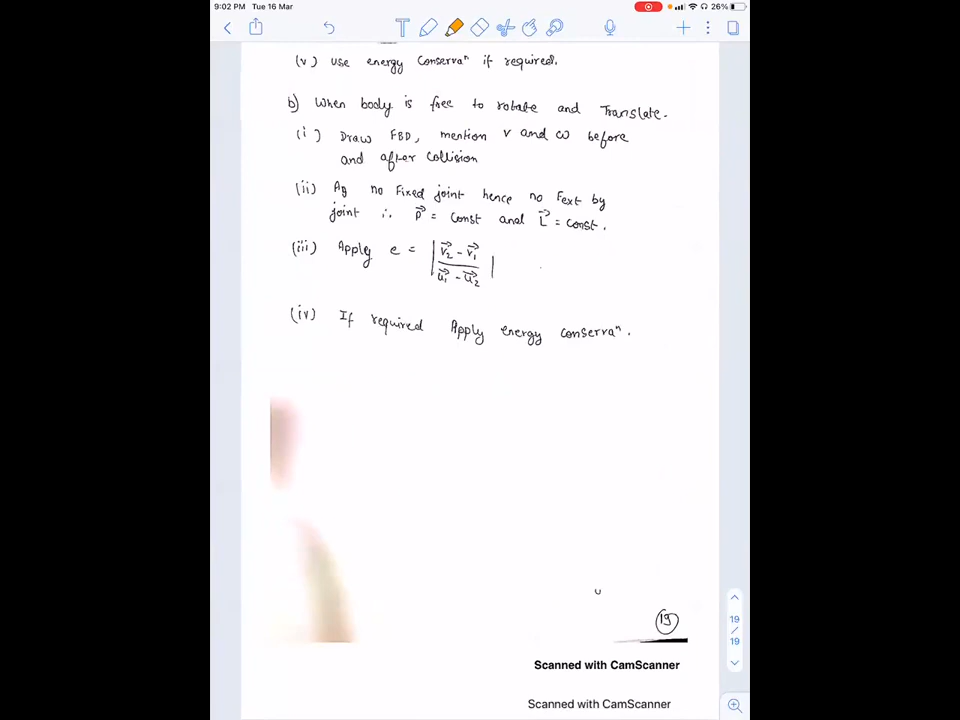 9:02 PM Tue 16 Mar
26%
(v) use energy conservaⁿ if required.
b) When body is free to rotate and Translate.
(i) Draw FBD, mention v and ω before
and after collision
(ii) As no Fixed joint hence no Fext by
joint ∴ P⃗ = const and L⃗ = const.
(iii) Apply e = | (v⃗₂ - v⃗₁) / (u⃗₁ - u⃗₂) |
(iv) If required Apply energy conservaⁿ.
19
19
/
19
Scanned with CamScanner
Scanned with CamScanner